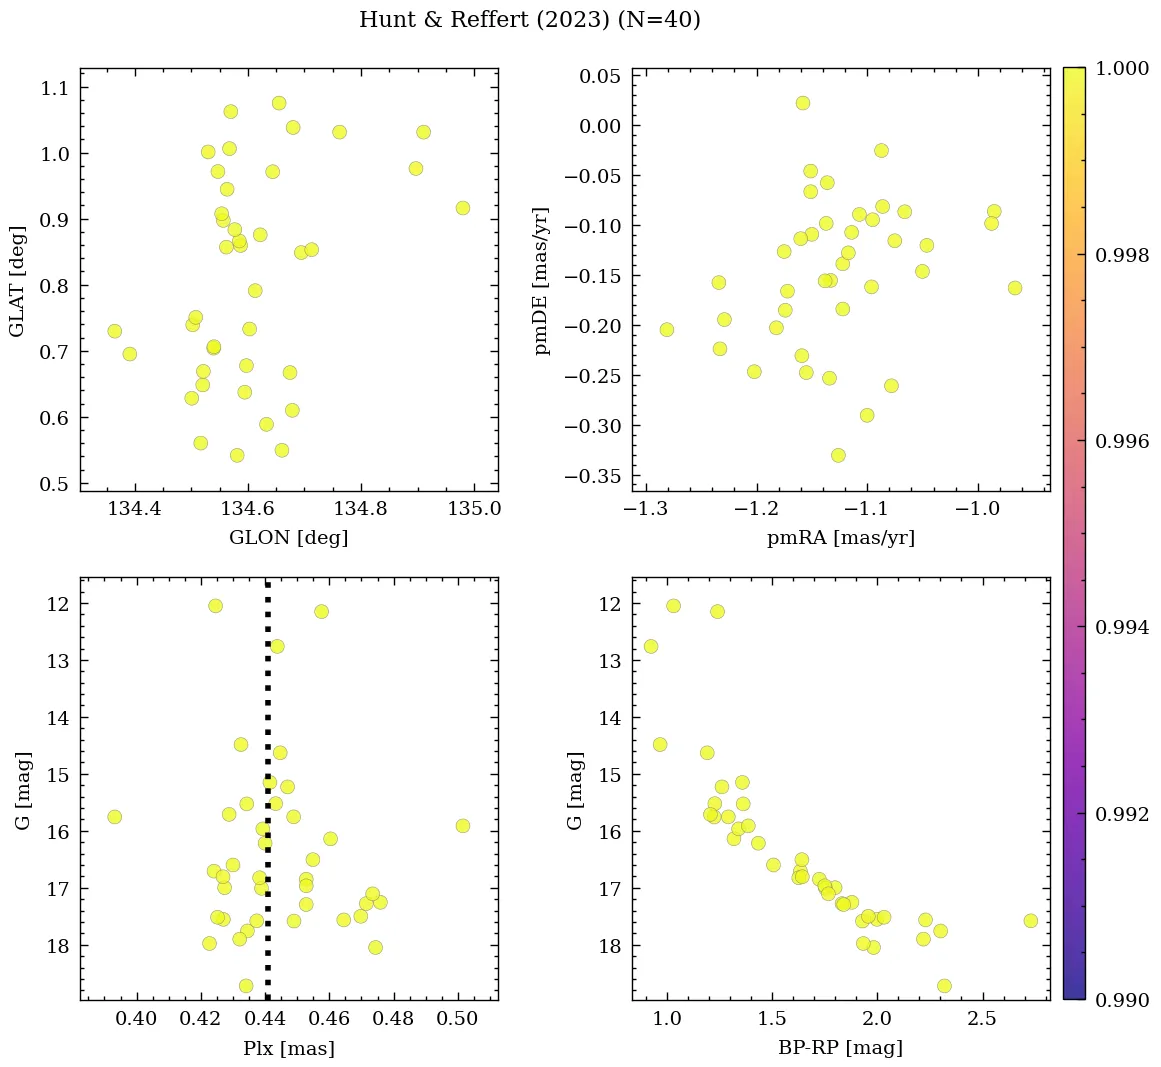 Hunt & Reffert (2023) (N=40)
1.1
1.0
0.9
0.8
0.7
0.6
0.5
GLAT [deg]
134.4 134.6 134.8 135.0
GLON [deg]
0.05
0.00
−0.05
−0.10
−0.15
−0.20
−0.25
−0.30
−0.35
pmDE [mas/yr]
−1.3 −1.2 −1.1 −1.0
pmRA [mas/yr]
12
13
14
15
16
17
18
G [mag]
0.40 0.42 0.44 0.46 0.48 0.50
Plx [mas]
12
13
14
15
16
17
18
G [mag]
1.0 1.5 2.0 2.5
BP-RP [mag]
1.000
0.998
0.996
0.994
0.992
0.990